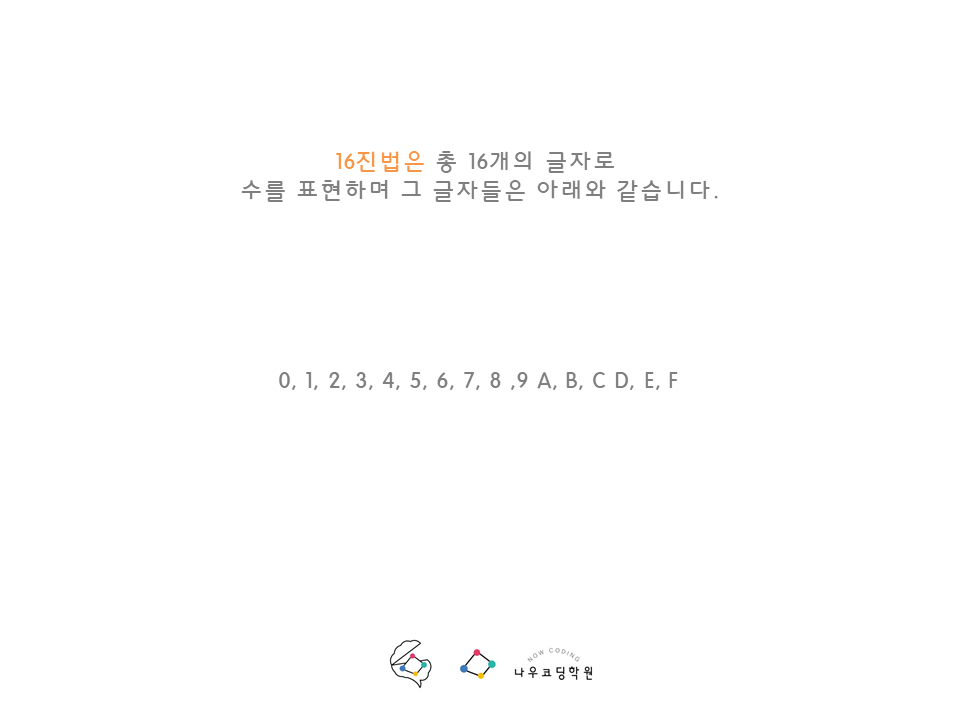 16진법은 총 16개의 글자로
수를 표현하며 그 글자들은 아래와 같습니다.
0, 1, 2, 3, 4, 5, 6, 7, 8 ,9 A, B, C D, E, F
NOW CODING
나우코딩학원